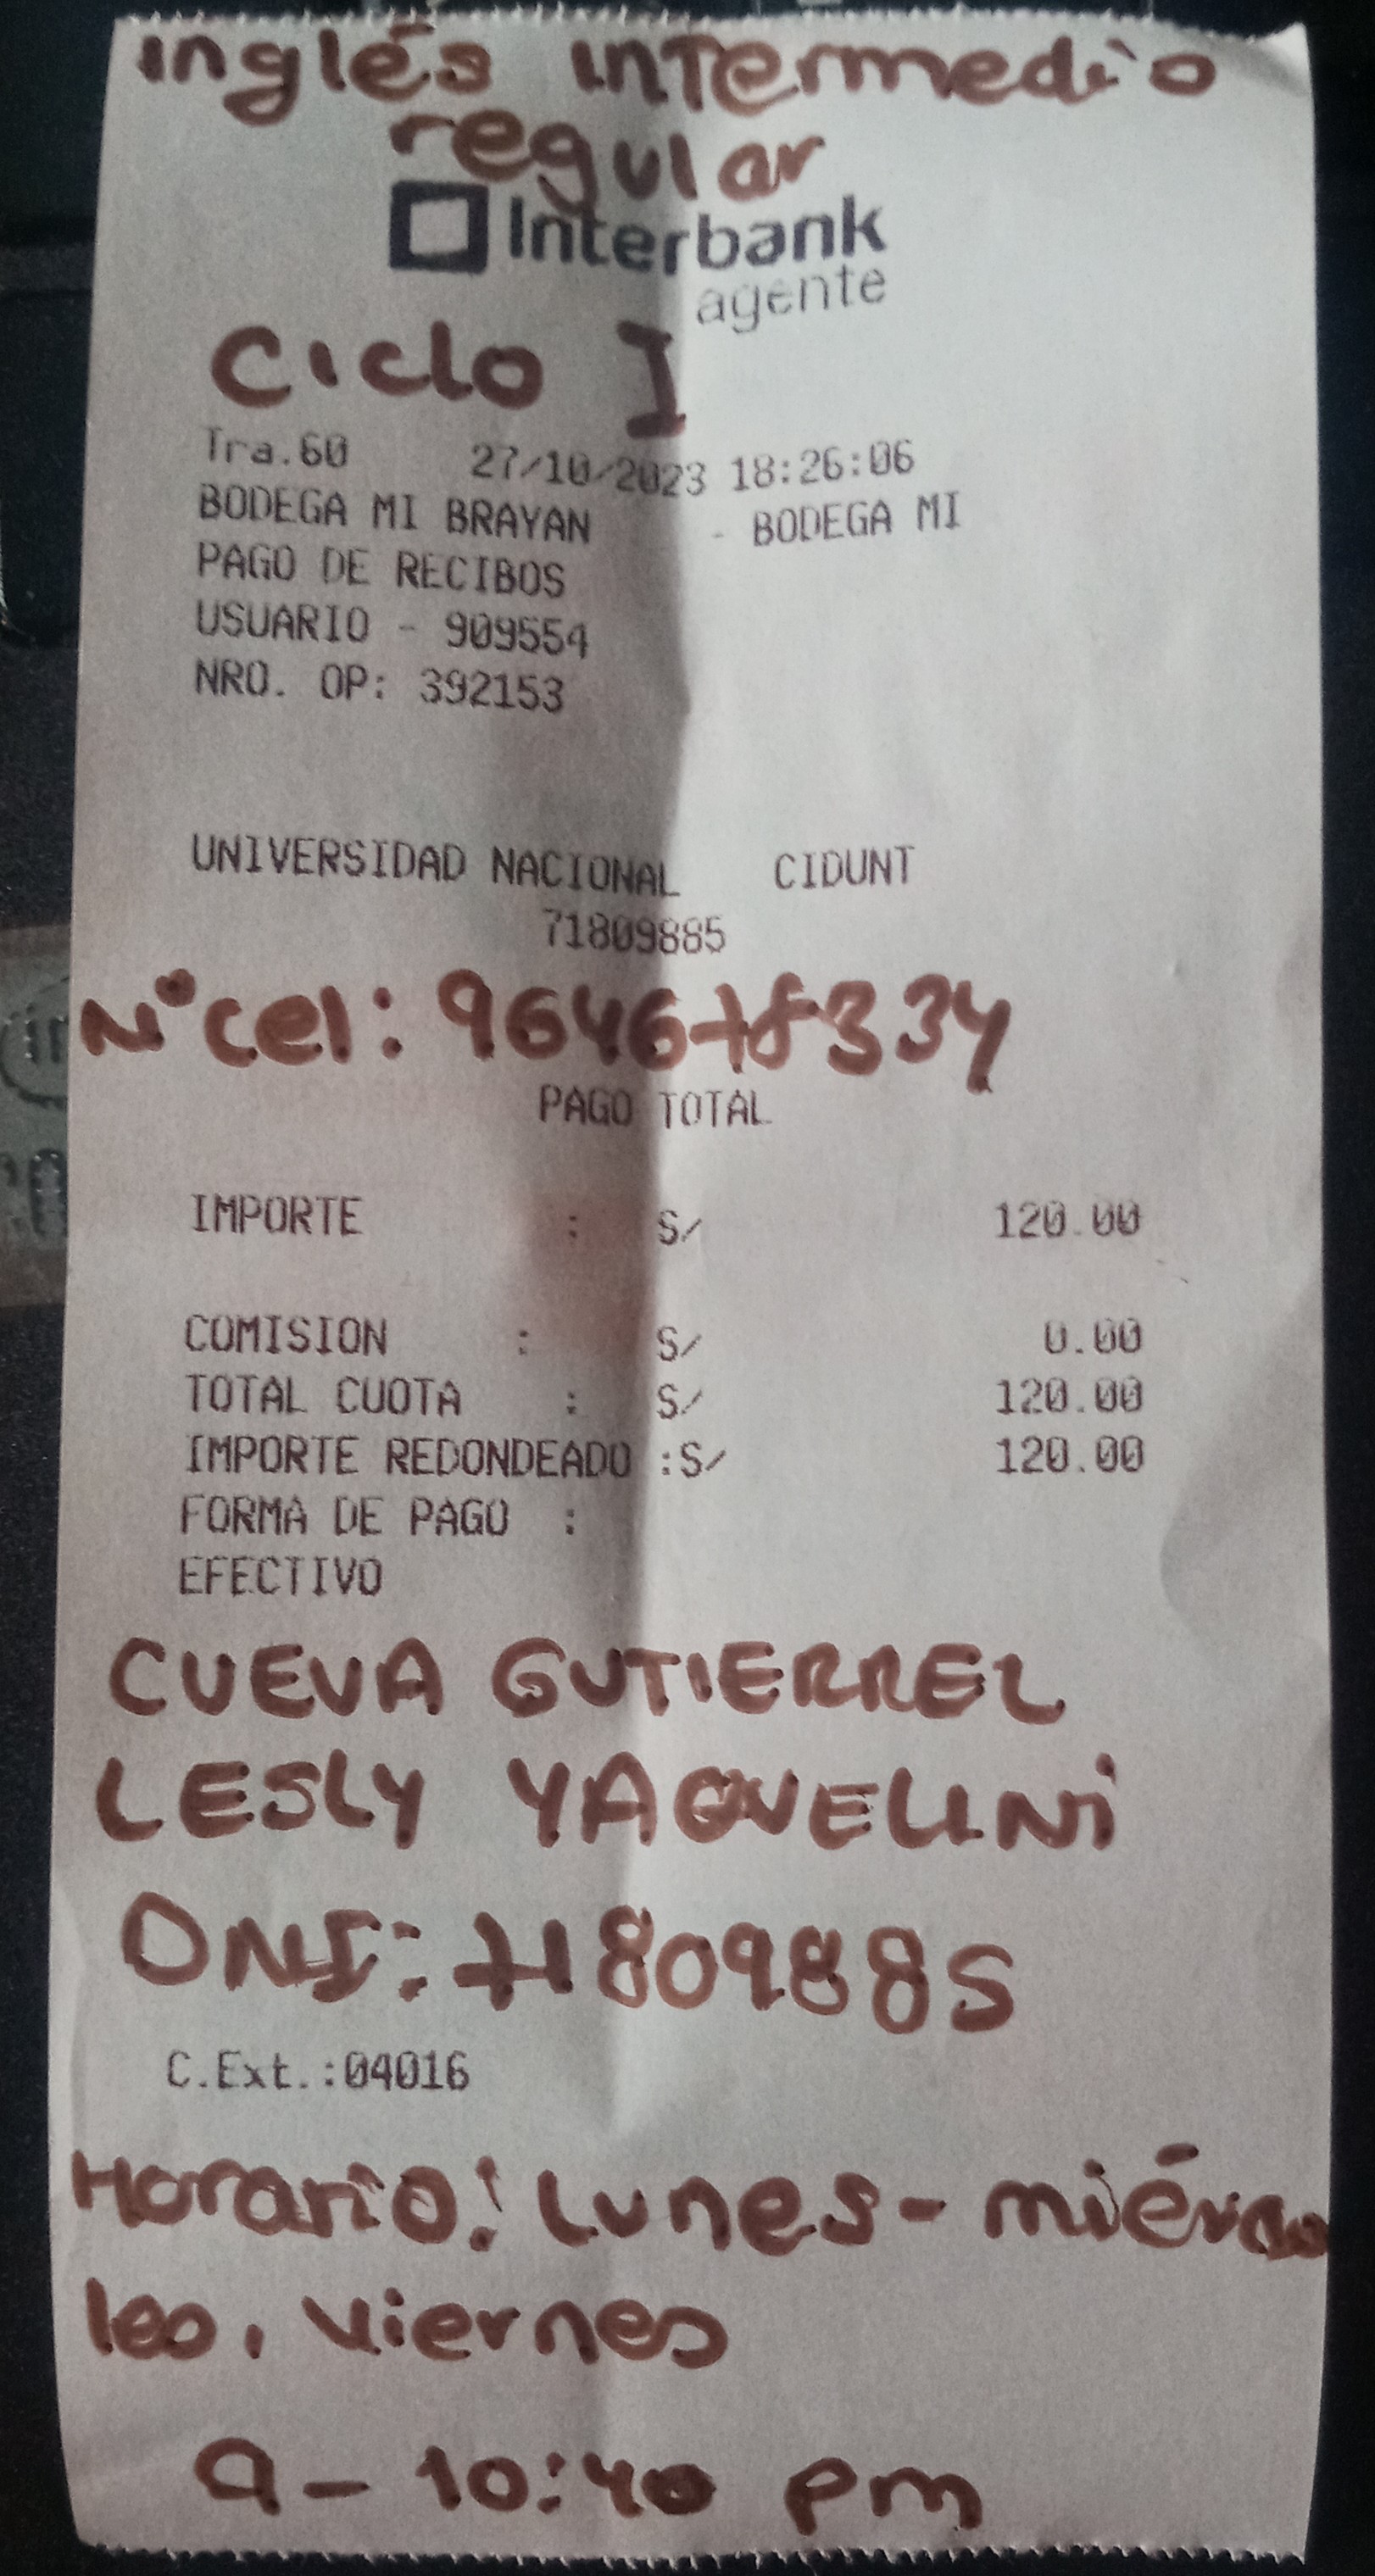 inglés intermedio
regular
Interbank
agente
Ciclo I
Tra.60 27/10/2023 18:26:06
BODEGA MI BRAYAN - BODEGA MI
PAGO DE RECIBOS
USUARIO - 909554
NRO. OP: 392153
UNIVERSIDAD NACIONAL CIDUNT
71809885
N° cel: 964678334
PAGO TOTAL
IMPORTE : S/ 120.00
COMISION : S/ 0.00
TOTAL CUOTA : S/ 120.00
IMPORTE REDONDEADO :S/ 120.00
FORMA DE PAGO :
EFECTIVO
CUEVA GUTIERREZ
LESLY YAQUELINi
DNI: 71809885
C.Ext.:04016
Horario: Lunes - miérco
les, viernes
9 - 10:40 pm